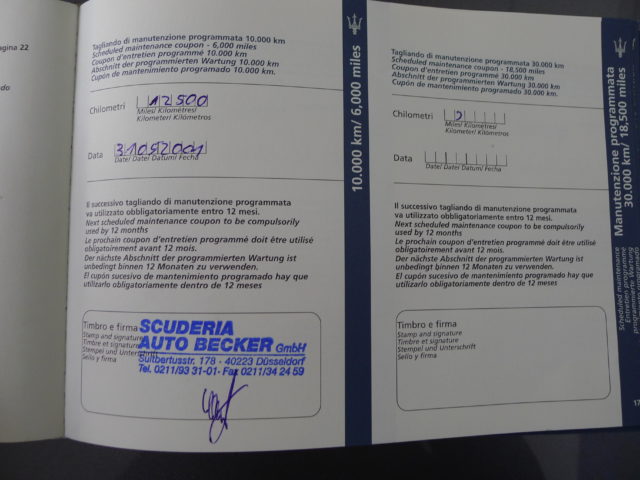 agina 22
do.
Tagliando di manutenzione programmata 10.000 km
Scheduled maintenance coupon - 6,000 miles
Coupon d'entretien programmé 10.000 km
Abschnitt der programmierten Wartung 10.000 km
Cupón de mantenimiento programado 10.000 km.
Chilometri 12500
Miles/ Kilomètres/
Kilometer/ Kilómetros
Data 31052001
Date/ Date/ Datum/ Fecha
Il successivo tagliando di manutenzione programmata
va utilizzato obbligatoriamente entro 12 mesi.
Next scheduled maintenance coupon to be compulsorily
used by 12 months
Le prochain coupon d'entretien programmé doit être utilisé
obligatoirement avant 12 mois.
Der nächste Abschnitt der programmierten Wartung ist
unbedingt binnen 12 Monaten zu verwenden.
El cupón sucesivo de mantenimiento programado hay que
utilizarlo obligatoriamente dentro de 12 meses
Timbro e firma
Stamp and signature
Timbre et signature
Stempel und Unterschrift
Sello y firma
SCUDERIA
AUTO BECKER GmbH
Suitbertusstr. 178 - 40223 Düsseldorf
Tel. 0211/93 31-01 - Fax 0211/34 24 59
10.000 km/ 6,000 miles
Tagliando di manutenzione programmata 30.000 km
Scheduled maintenance coupon - 18,500 miles
Coupon d'entretien programmé 30.000 km
Abschnitt der programmierten Wartung 30.000 km
Cupón de mantenimiento programado 30.000 km.
Chilometri
Miles/ Kilomètres/
Kilometer/ Kilómetros
Data
Date/ Date/ Datum/ Fecha
Il successivo tagliando di manutenzione programmata
va utilizzato obbligatoriamente entro 12 mesi.
Next scheduled maintenance coupon to be compulsorily
used by 12 months
Le prochain coupon d'entretien programmé doit être utilisé
obligatoirement avant 12 mois.
Der nächste Abschnitt der programmierten Wartung ist
unbedingt binnen 12 Monaten zu verwenden.
El cupón sucesivo de mantenimiento programado hay que
utilizarlo obligatoriamente dentro de 12 meses
Timbro e firma
Stamp and signature
Timbre et signature
Stempel und Unterschrift
Sello y firma
Manutenzione programmata
30.000 km/ 18,500 miles
Scheduled maintenance
Entretien programmé
programmierte Wartung
programado
17